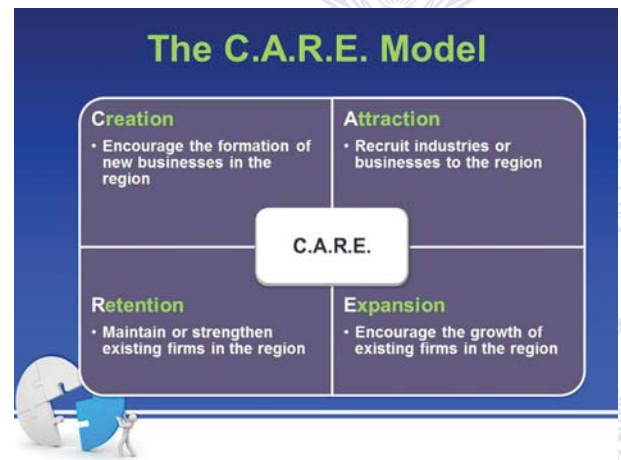 The C.A.R.E. Model
Creation
• Encourage the formation of
new businesses in the
region
Attraction
• Recruit industries or
businesses to the region
C.A.R.E.
Retention
• Maintain or strengthen
existing firms in the region
Expansion
• Encourage the growth of
existing firms in the region